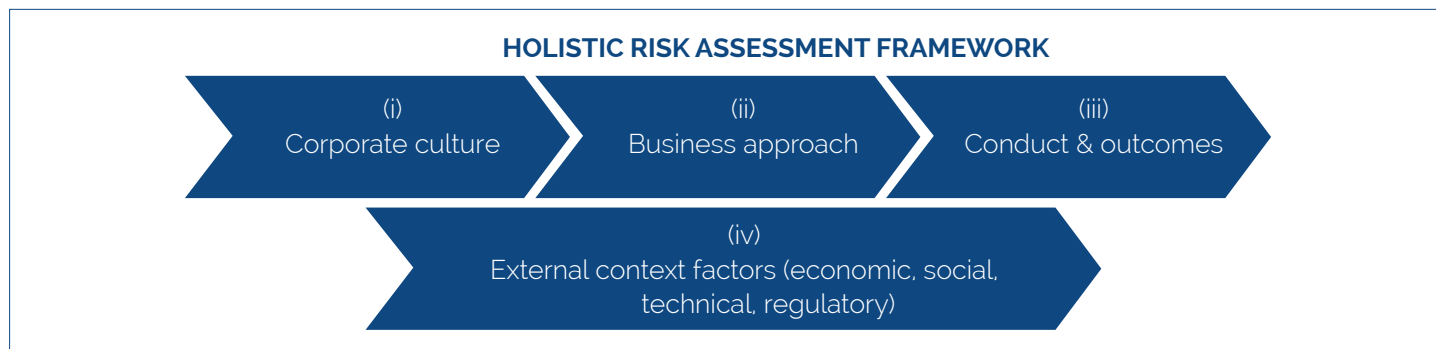 HOLISTIC RISK ASSESSMENT FRAMEWORK
(i)
Corporate culture
(ii)
Business approach
(iii)
Conduct & outcomes
(iv)
External context factors (economic, social,
technical, regulatory)